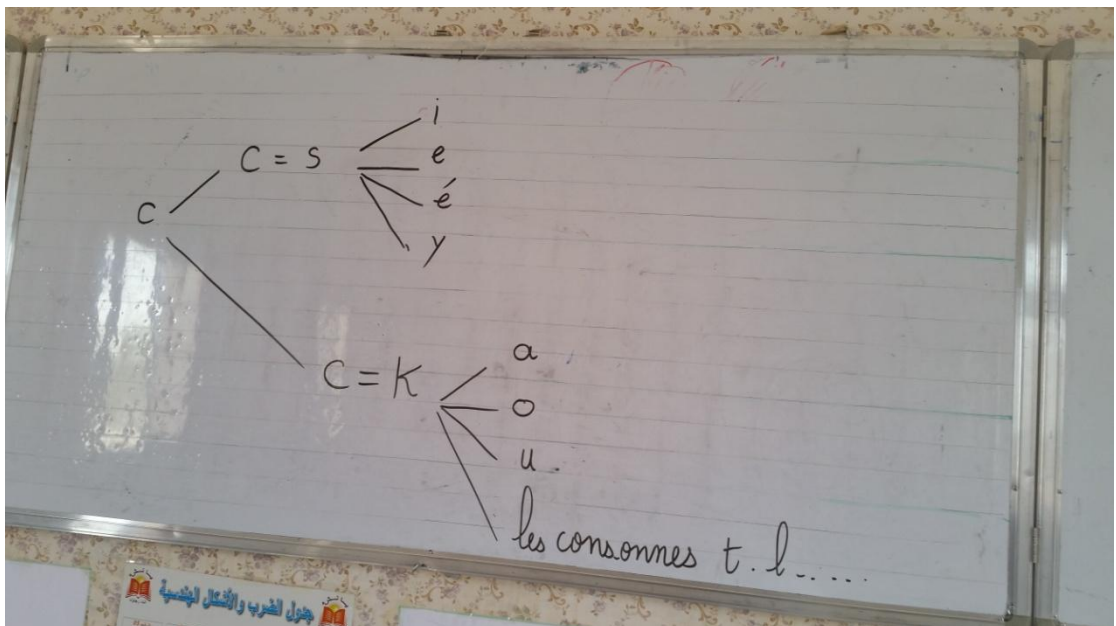 i
C = s
e
é
c
y
a
C = K
o
u
les consonnes t. l......
جدول الضرب والأشكال الهندسية